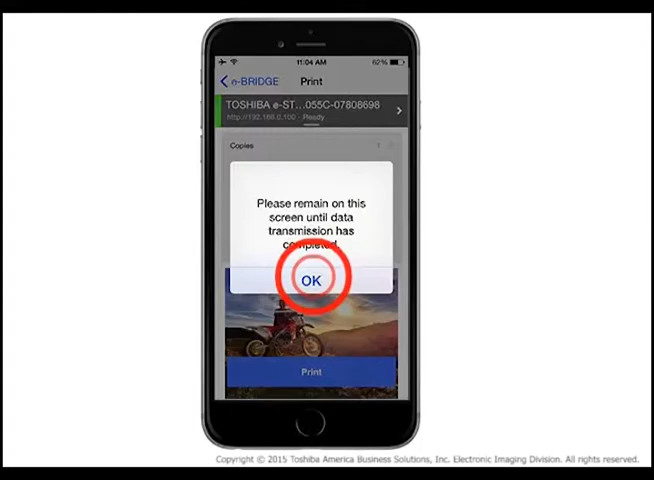 11:04 AM
62%
e-BRIDGE
Print
TOSHIBA e-ST...055C-07808698
http://192.168.0.100 - Ready
Copies
1
Please remain on this
screen until data
transmission has
completed.
OK
Print
Copyright © 2015 Toshiba America Business Solutions, Inc. Electronic Imaging Division. All rights reserved.